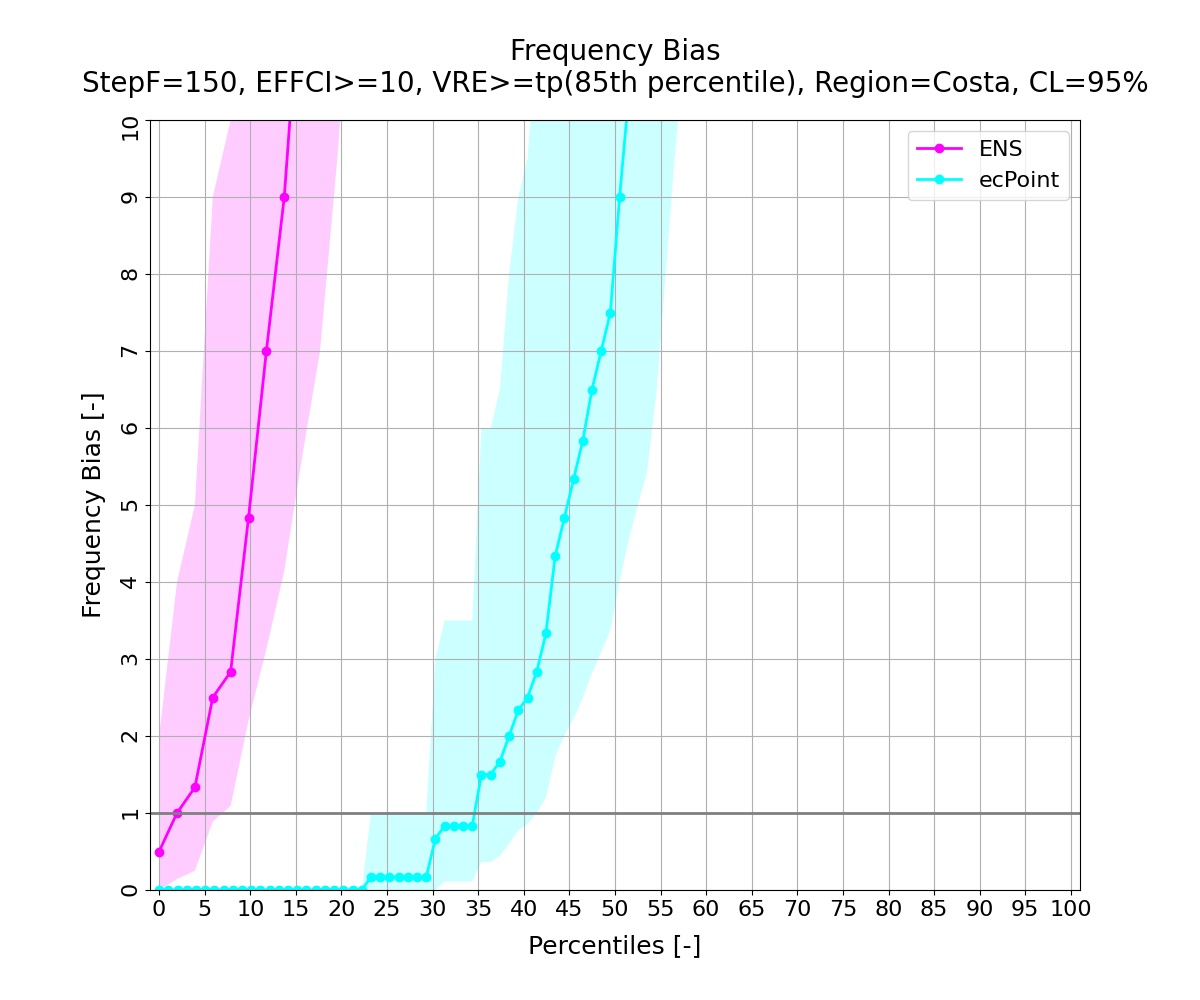 Frequency Bias
StepF=150, EFFCI>=10, VRE>=tp(85th percentile), Region=Costa, CL=95%
ENS
ecPoint
Frequency Bias [-]
10
9
8
7
6
5
4
3
2
1
0
0 5 10 15 20 25 30 35 40 45 50 55 60 65 70 75 80 85 90 95 100
Percentiles [-]